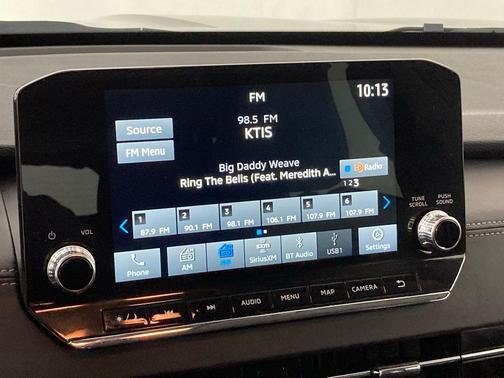 FM
10:13
98.5 FM
KTIS
Source
FM Menu
Big Daddy Weave
Ring The Bells (Feat. Meredith A...
HD Radio
1 2 3
1 2 3 4 5 6
87.9 FM 90.1 FM 98.1 FM 106.1 FM 107.9 FM 107.9 FM
VOL
TUNE SCROLL
PUSH SOUND
Phone AM FM SiriusXM BT Audio USB1 Settings
AUDIO MENU MAP CAMERA